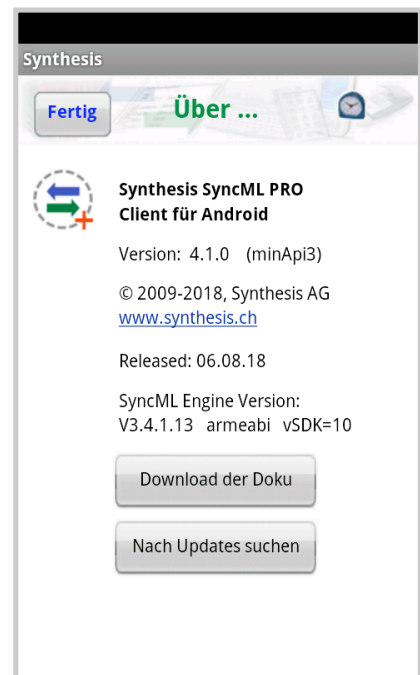 Synthesis
Fertig
Über ...
Synthesis SyncML PRO
Client für Android
Version: 4.1.0 (minApi3)
© 2009-2018, Synthesis AG
www.synthesis.ch
Released: 06.08.18
SyncML Engine Version:
V3.4.1.13 armeabi vSDK=10
Download der Doku
Nach Updates suchen